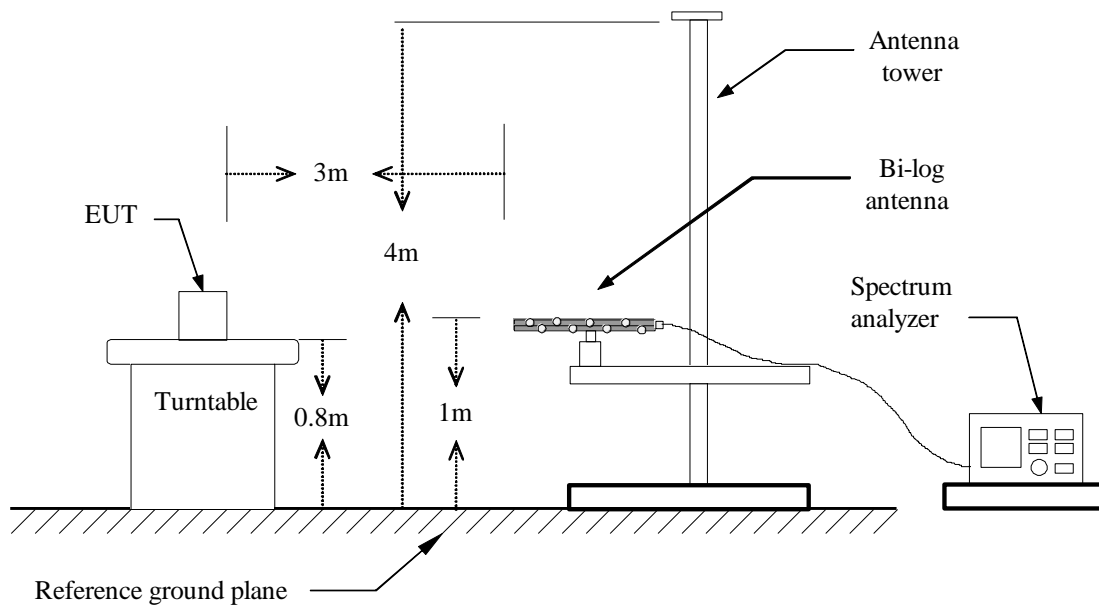 Antenna
tower
3m
Bi-log
antenna
EUT
4m
Spectrum
analyzer
Turntable
0.8m
1m
Reference ground plane